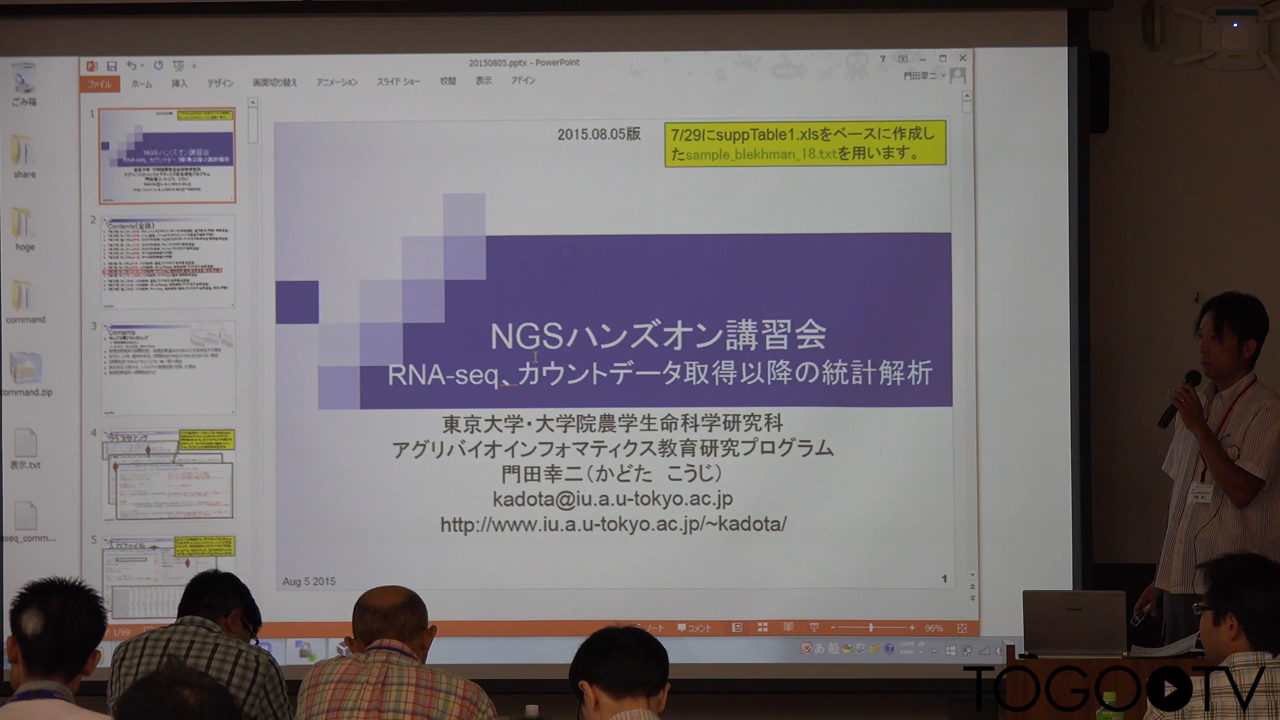 20150805.pptx - PowerPoint
ファイル
ホーム
挿入
デザイン
画面切り替え
アニメーション
スライド ショー
校閲
表示
アドイン
門田幸二
ごみ箱
share
hoge
command
command.zip
表示.txt
1
2
3
4
5
2015.08.05版
7/29にsuppTable1.xlsをベースに作成し
たsample_blekhman_18.txtを用います。
NGSハンズオン講習会
RNA-seq、カウントデータ取得以降の統計解析
東京大学・大学院農学生命科学研究科
アグリバイオインフォマティクス教育研究プログラム
門田幸二(かどた こうじ)
kadota@iu.a.u-tokyo.ac.jp
http://www.iu.a.u-tokyo.ac.jp/~kadota/
Aug 5 2015
1
1/69
ノート
コメント
96%
TOGO TV